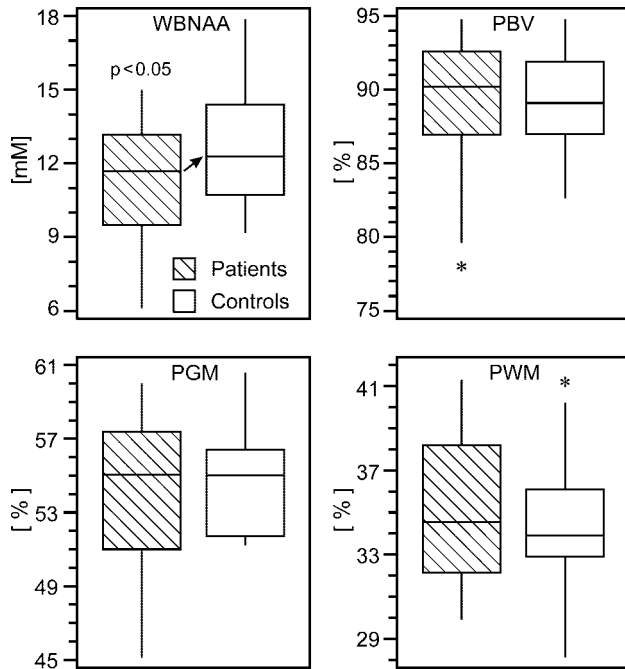 WBNAA
18
15
12
9
6
[mM]
p<0.05
Patients
Controls
PBV
95
90
85
80
75
[ % ]
*
PGM
61
57
53
49
45
[ % ]
PWM
41
37
33
29
[ % ]
*